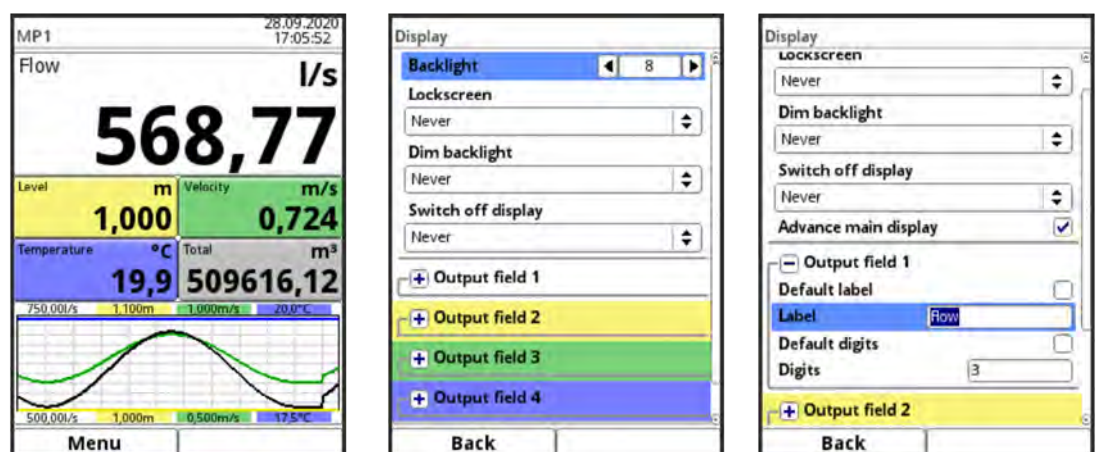 MP1 28.09.2020
17:05:52
Flow l/s
568,77
Level m Velocity m/s
1,000 0,724
Temperature °C Total m³
19,9 509616,12
750,00l/s 1,100m 1,000m/s 20,0°C
500,00l/s 1,000m 0,500m/s 17,5°C
Menu
Display
Backlight 8
Lockscreen
Never
Dim backlight
Never
Switch off display
Never
Output field 1
Output field 2
Output field 3
Output field 4
Back
Display
Lockscreen
Never
Dim backlight
Never
Switch off display
Never
Advance main display
Output field 1
Default label
Label flow
Default digits
Digits 3
Output field 2
Back